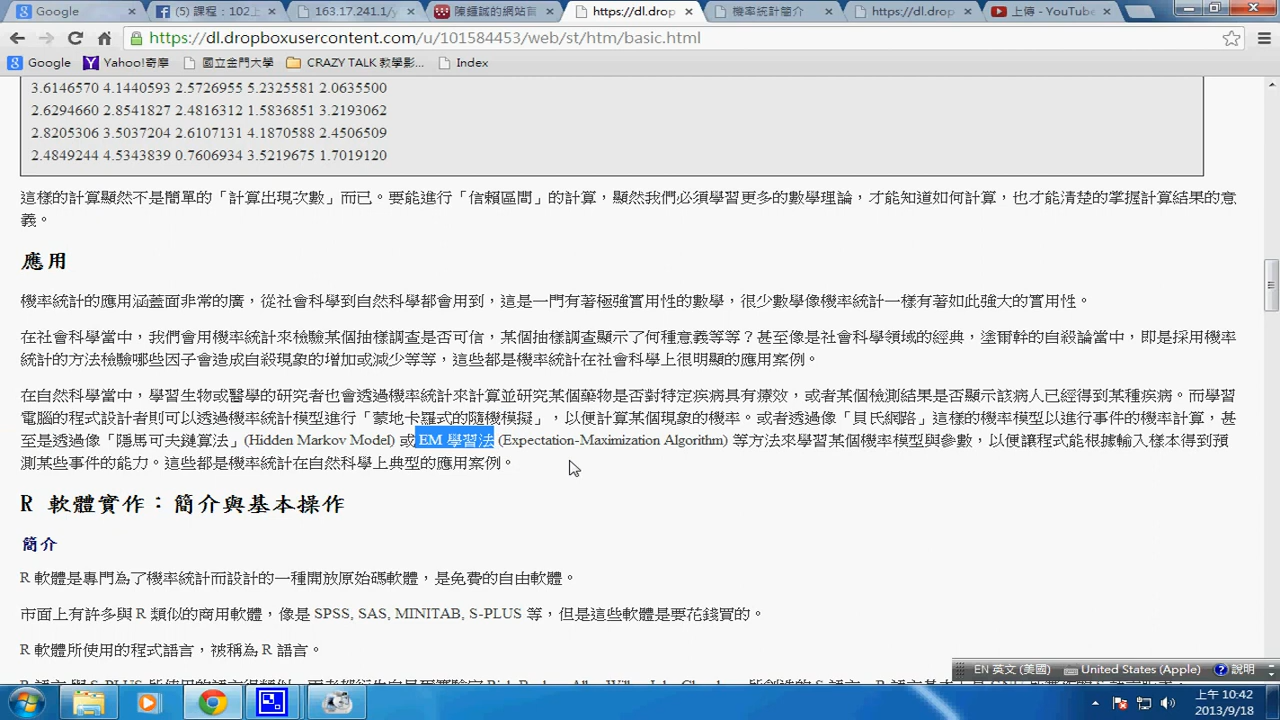 Google
(5) 課程：102上
163.17.241.1/y
陳鍾誠的網站首
https://dl.drop
機率統計簡介
https://dl.drop
上傳 - YouTube
https://dl.dropboxusercontent.com/u/101584453/web/st/htm/basic.html
Google Yahoo!奇摩 國立金門大學 CRAZY TALK 教學影... Index
3.6146570 4.1440593 2.5726955 5.2325581 2.0635500
2.6294660 2.8541827 2.4816312 1.5836851 3.2193062
2.8205306 3.5037204 2.6107131 4.1870588 2.4506509
2.4849244 4.5343839 0.7606934 3.5219675 1.7019120
這樣的計算顯然不是簡單的「計算出現次數」而已。要能進行「信賴區間」的計算，顯然我們必須學習更多的數學理論，才能知道如何計算，也才能清楚的掌握計算結果的意
義。
應用
機率統計的應用涵蓋面非常的廣，從社會科學到自然科學都會用到，這是一門有著極強實用性的數學，很少數學像機率統計一樣有著如此強大的實用性。
在社會科學當中，我們會用機率統計來檢驗某個抽樣調查是否可信，某個抽樣調查顯示了何種意義等等？甚至像是社會科學領域的經典，塗爾幹的自殺論當中，即是採用機率
統計的方法檢驗哪些因子會造成自殺現象的增加或減少等等，這些都是機率統計在社會科學上很明顯的應用案例。
在自然科學當中，學習生物或醫學的研究者也會透過機率統計來計算並研究某個藥物是否對特定疾病具有療效，或者某個檢測結果是否顯示該病人已經得到某種疾病。而學習
電腦的程式設計者則可以透過機率統計模型進行「蒙地卡羅式的隨機模擬」，以便計算某個現象的機率。或者透過像「貝氏網路」這樣的機率模型以進行事件的機率計算，甚
至是透過像「隱馬可夫鏈算法」(Hidden Markov Model) 或 EM 學習法 (Expectation-Maximization Algorithm) 等方法來學習某個機率模型與參數，以便讓程式能根據輸入樣本得到預
測某些事件的能力。這些都是機率統計在自然科學上典型的應用案例。
R 軟體實作：簡介與基本操作
簡介
R 軟體是專門為了機率統計而設計的一種開放原始碼軟體，是免費的自由軟體。
市面上有許多與 R 類似的商用軟體，像是 SPSS, SAS, MINITAB, S-PLUS 等，但是這些軟體是要花錢買的。
R 軟體所使用的程式語言，被稱為 R 語言。
EN 英文 (美國) United States (Apple) 說明
上午 10:42
2013/9/18